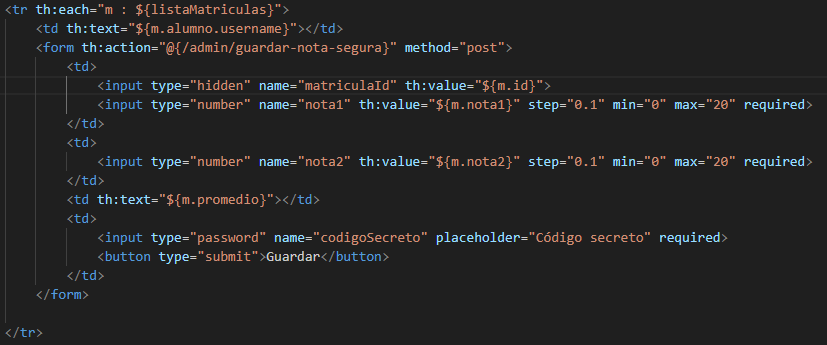 <tr th:each="m : ${listaMatriculas}">
<td th:text="${m.alumno.username}"></td>
<form th:action="@{/admin/guardar-nota-segura}" method="post">
<td>
<input type="hidden" name="matriculaId" th:value="${m.id}">
<input type="number" name="nota1" th:value="${m.nota1}" step="0.1" min="0" max="20" required>
</td>
<td>
<input type="number" name="nota2" th:value="${m.nota2}" step="0.1" min="0" max="20" required>
</td>
<td th:text="${m.promedio}"></td>
<td>
<input type="password" name="codigoSecreto" placeholder="Código secreto" required>
<button type="submit">Guardar</button>
</td>
</form>
</tr>